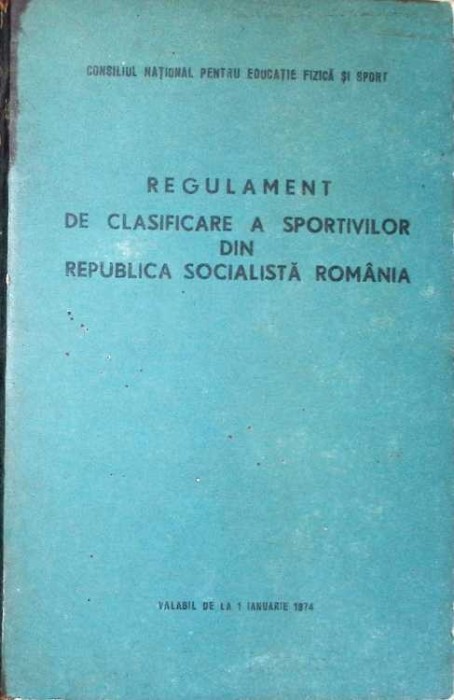 CONSILIUL NAȚIONAL PENTRU EDUCAȚIE FIZICĂ ȘI SPORT
REGULAMENT
DE CLASIFICARE A SPORTIVILOR
DIN
REPUBLICA SOCIALISTĂ ROMÂNIA
VALABIL DE LA 1 IANUARIE 1974